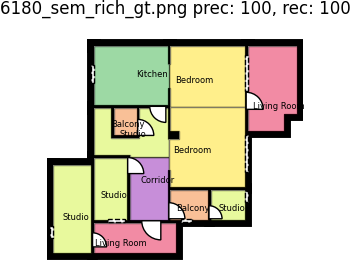 6180_sem_rich_gt.png prec: 100, rec: 100
Kitchen
Bedroom
Living Room
Balcony
Studio
Bedroom
Corridor
Studio
Balcony
Studio
Studio
Living Room